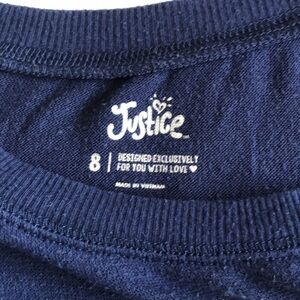 Justice
8 | DESIGNED EXCLUSIVELY
FOR YOU WITH LOVE ♥
MADE IN VIETNAM